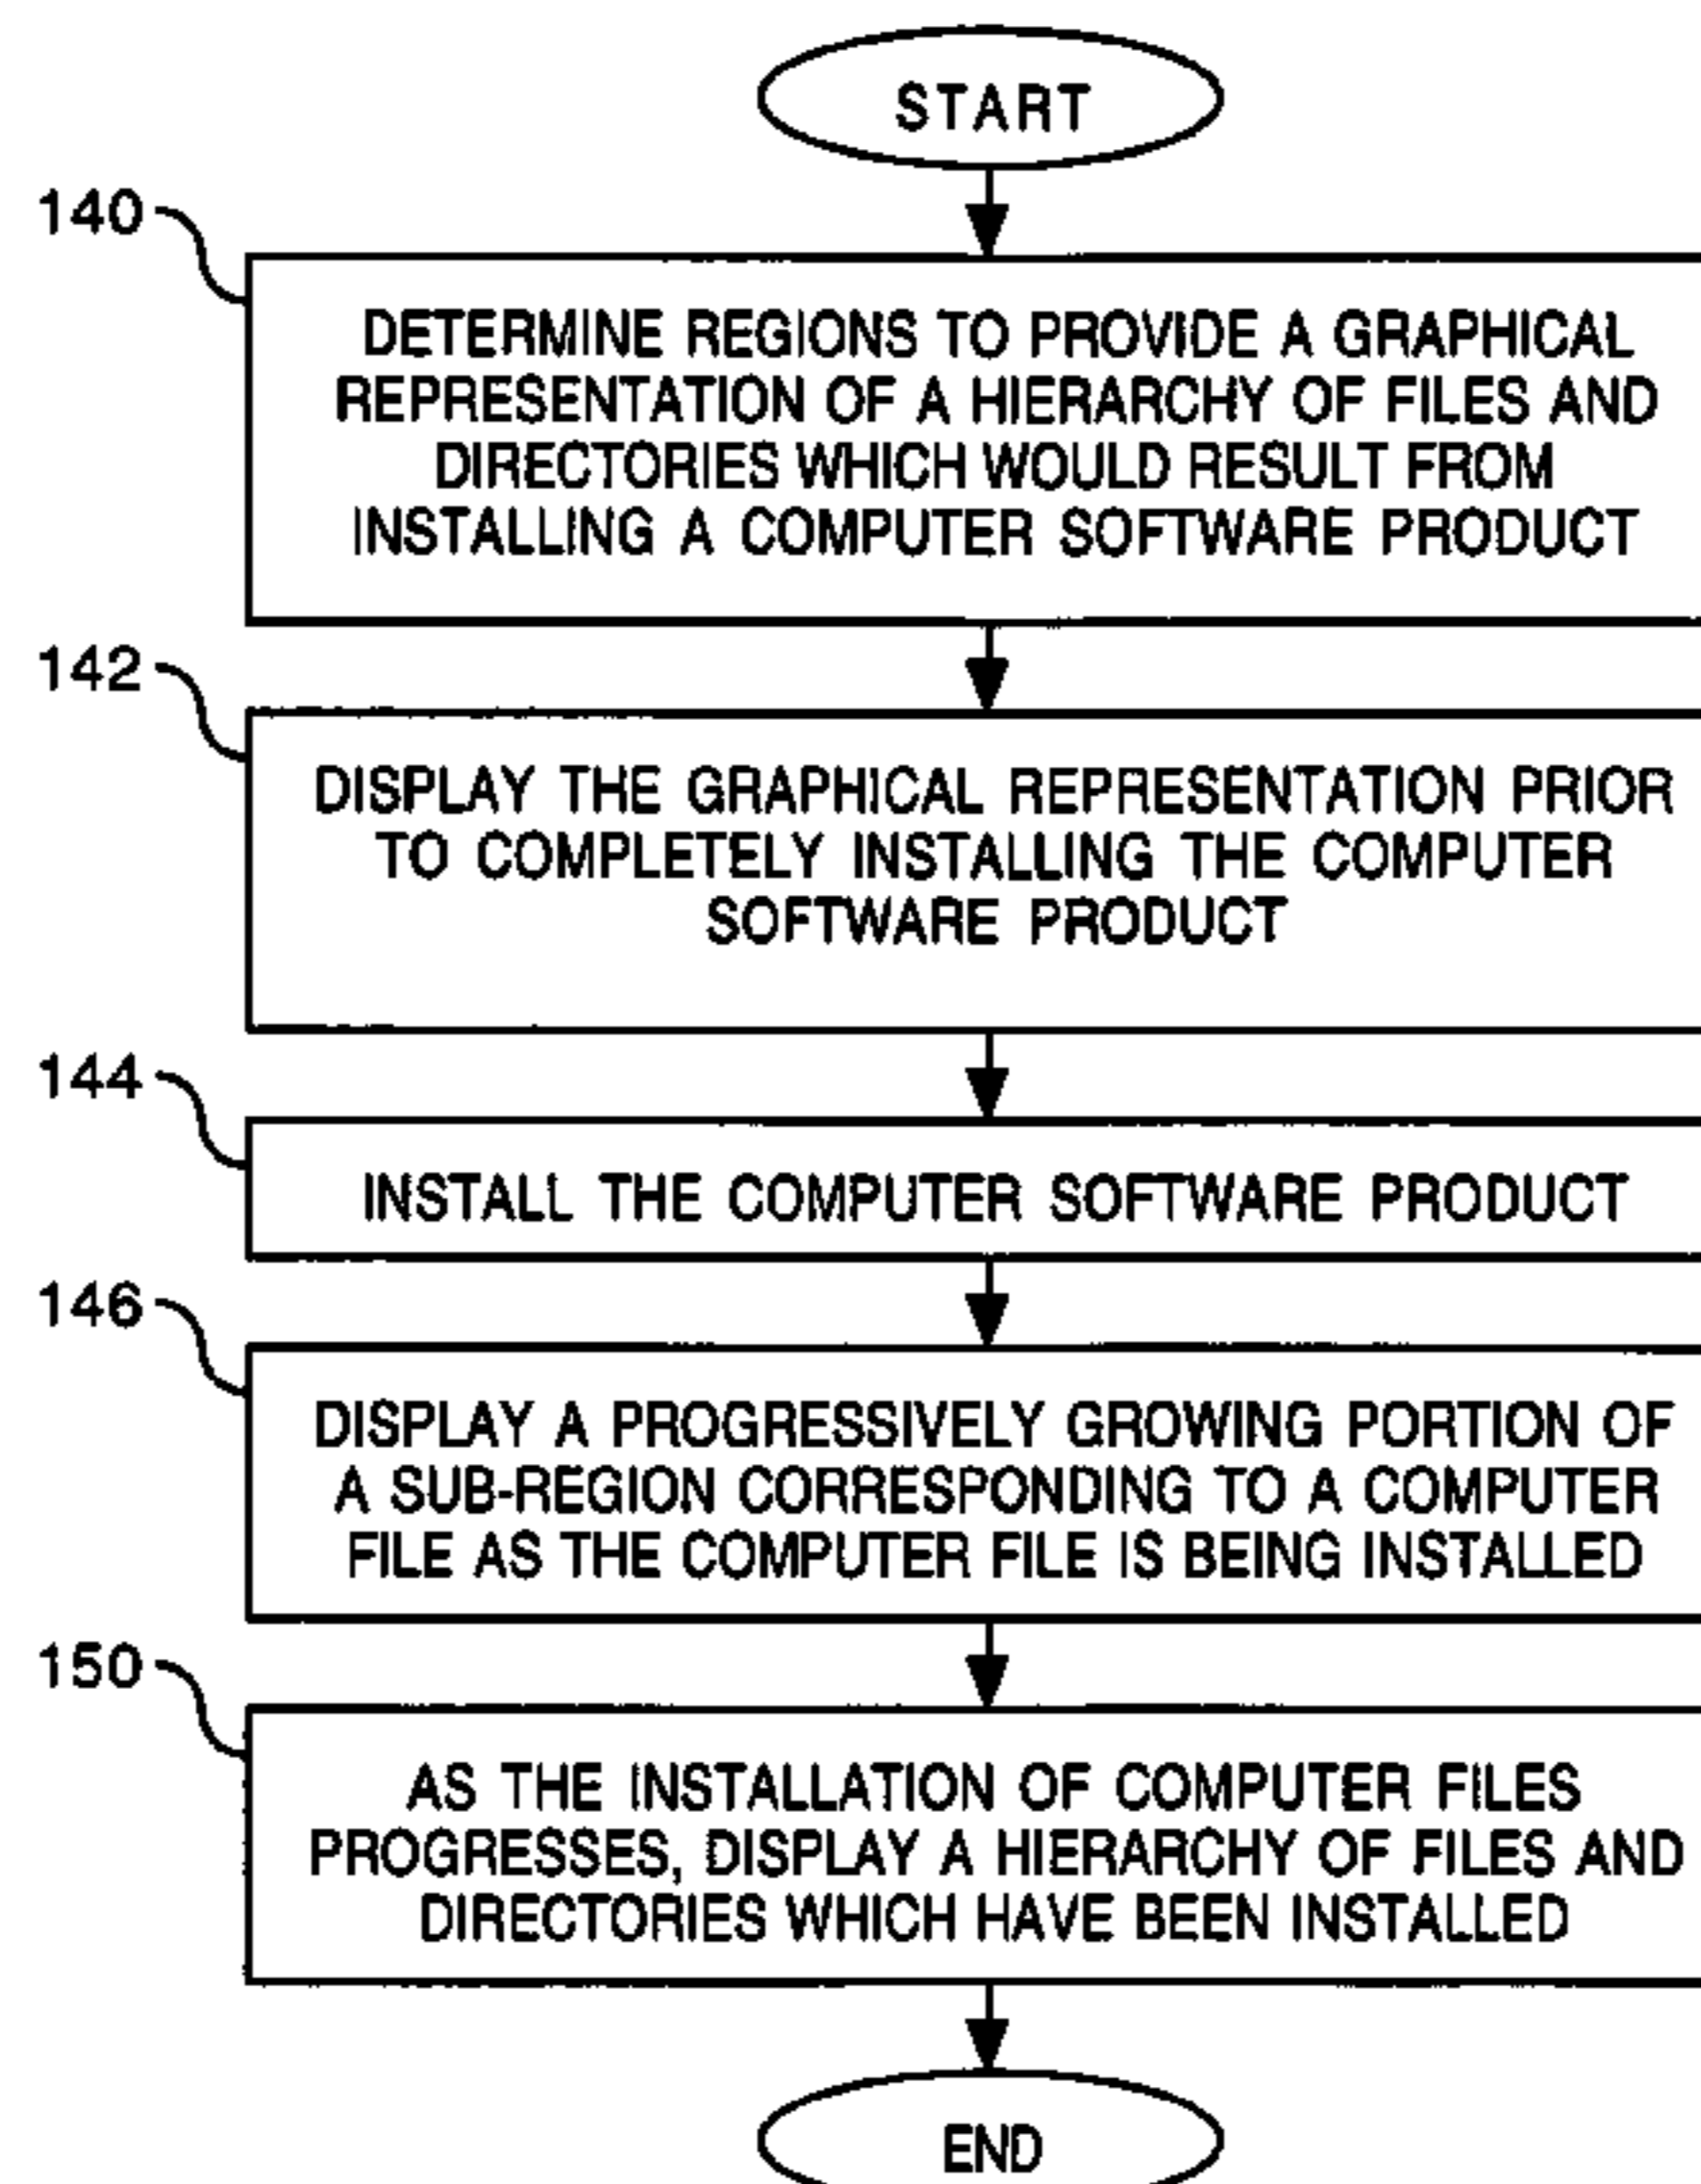 START
140
DETERMINE REGIONS TO PROVIDE A GRAPHICAL
REPRESENTATION OF A HIERARCHY OF FILES AND
DIRECTORIES WHICH WOULD RESULT FROM
INSTALLING A COMPUTER SOFTWARE PRODUCT
142
DISPLAY THE GRAPHICAL REPRESENTATION PRIOR
TO COMPLETELY INSTALLING THE COMPUTER
SOFTWARE PRODUCT
144
INSTALL THE COMPUTER SOFTWARE PRODUCT
146
DISPLAY A PROGRESSIVELY GROWING PORTION OF
A SUB-REGION CORRESPONDING TO A COMPUTER
FILE AS THE COMPUTER FILE IS BEING INSTALLED
150
AS THE INSTALLATION OF COMPUTER FILES
PROGRESSES, DISPLAY A HIERARCHY OF FILES AND
DIRECTORIES WHICH HAVE BEEN INSTALLED
END